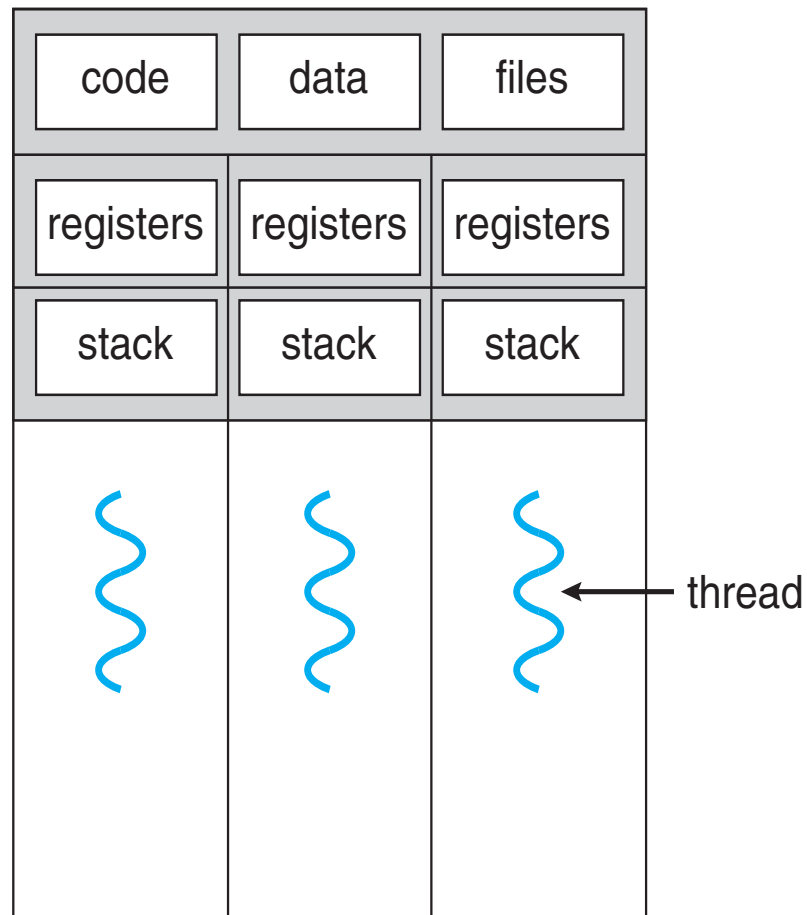 code data files
registers registers registers
stack stack stack
thread